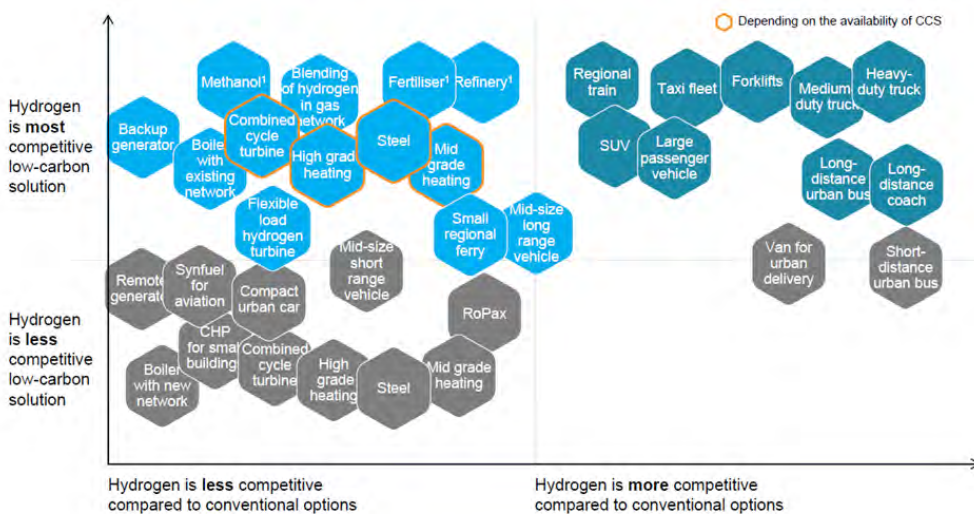 Depending on the availability of CCS
Hydrogen
is most
competitive
low-carbon
solution
Methanol¹
Blending
of hydrogen
in gas
network
Fertiliser¹
Refinery¹
Regional
train
Taxi fleet
Forklifts
Medium
duty truck
Heavy-
duty truck
Backup
generator
Boiler
with
existing
network
Combined
cycle
turbine
High grad
heating
Steel
Mid
grade
heating
SUV
Large
passenger
vehicle
Long-
distance
urban bus
Long-
distance
coach
Flexible
load
hydrogen
turbine
Small
regional
ferry
Mid-size
long
range
vehicle
Mid-size
short
range
vehicle
Van for
urban
delivery
Short-
distance
urban bus
Hydrogen
is less
competitive
low-carbon
solution
Remote
generator
Synfuel
for
aviation
Compact
urban car
RoPax
CHP
for small
building
Boiler
with new
network
Combined
cycle
turbine
High
grade
heating
Steel
Mid grade
heating
Hydrogen is less competitive
compared to conventional options
Hydrogen is more competitive
compared to conventional options